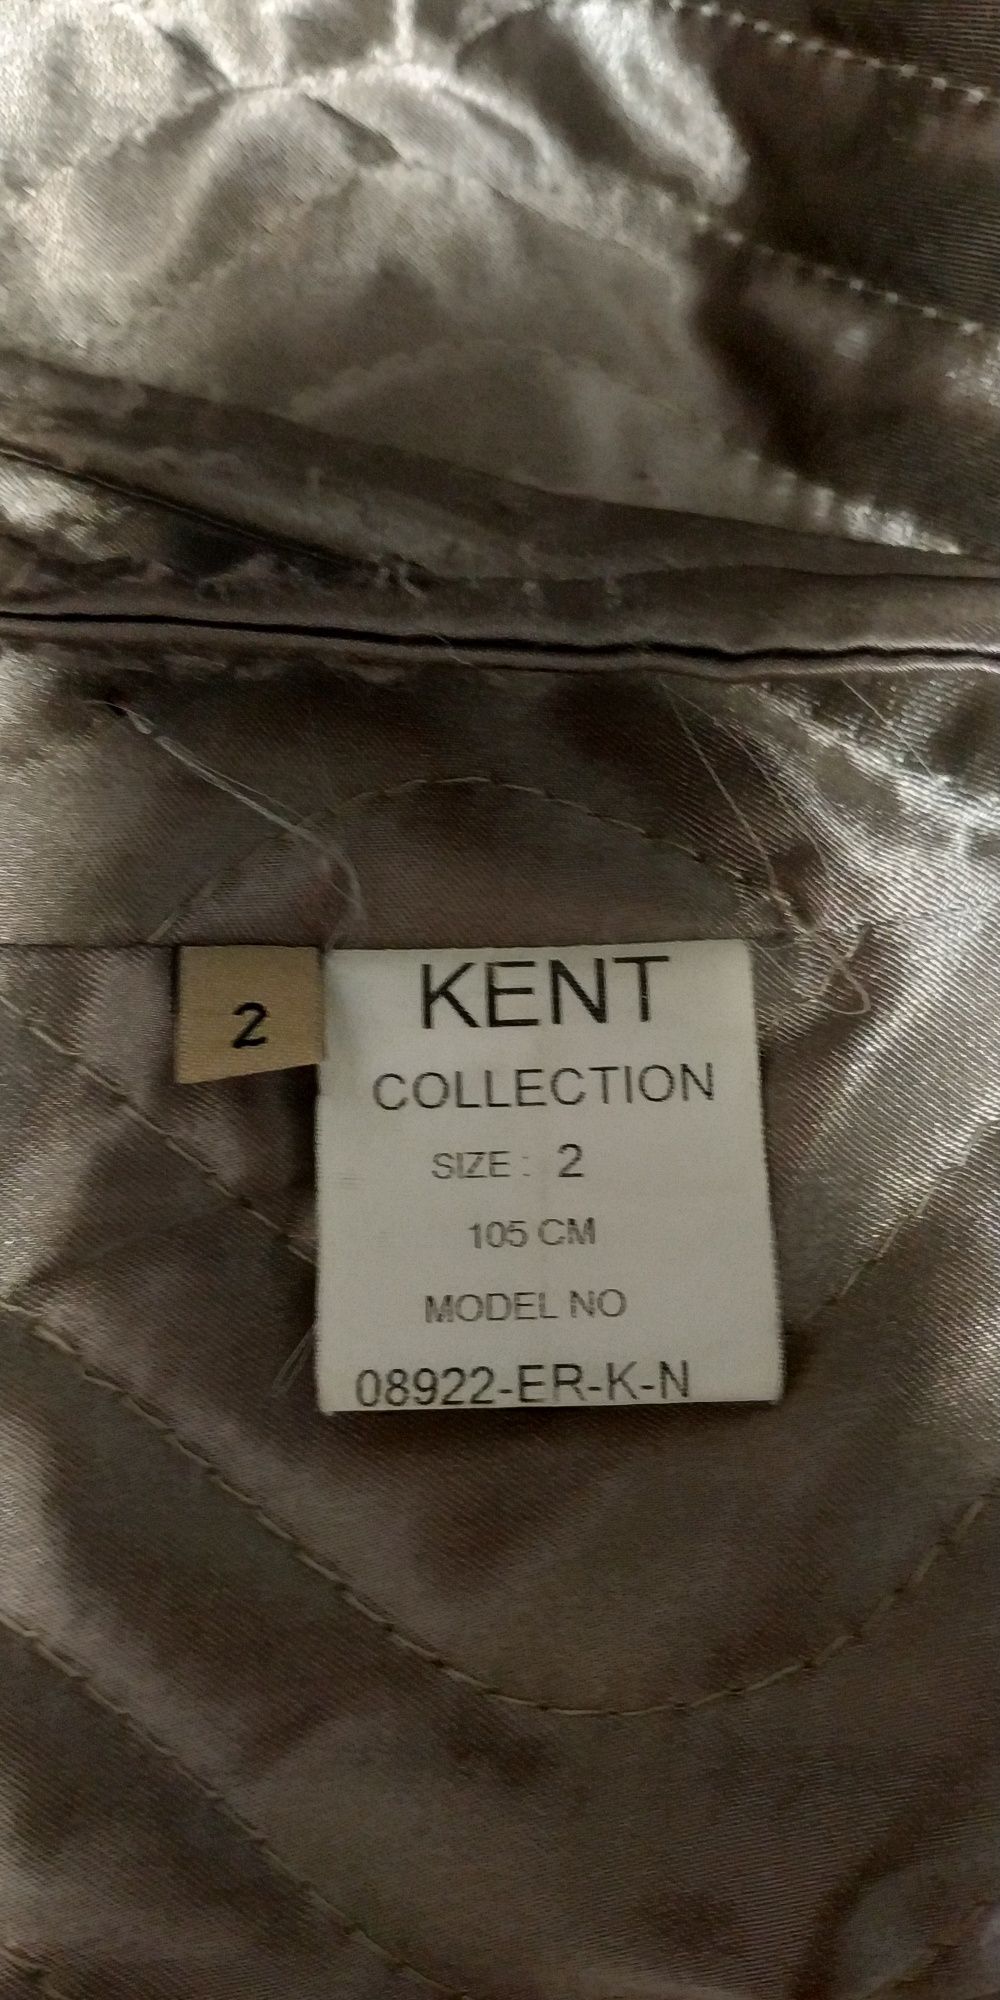 2
KENT
COLLECTION
SIZE : 2
105 CM
MODEL NO
08922-ER-K-N